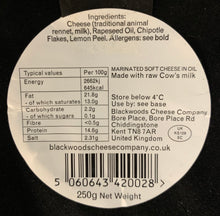 Ingredients:
Cheese (traditional animal
rennet, milk), Rapeseed Oil, Chipotle
Flakes, Lemon Peel. Allergens: see bold
Typical values Per 100g
Energy 2662kj
645kcal
Fat 21.8g
- of which saturates 13.0g
Carbohydrate 2.2g
- of which sugars 0.1g
Fibre <0.5g
Protein 14.6g
Salt 2.31g
MARINATED SOFT CHEESE IN OIL
Made with raw Cow's milk
Store below 4°C
Use by: see base
Blackwoods Cheese Company
Bore Place, Bore Place Rd
Chiddingstone
Kent TN8 7AR
United Kingdom
blackwoodscheesecompany.co.uk
5 060643 420028 >
250g Net Weight